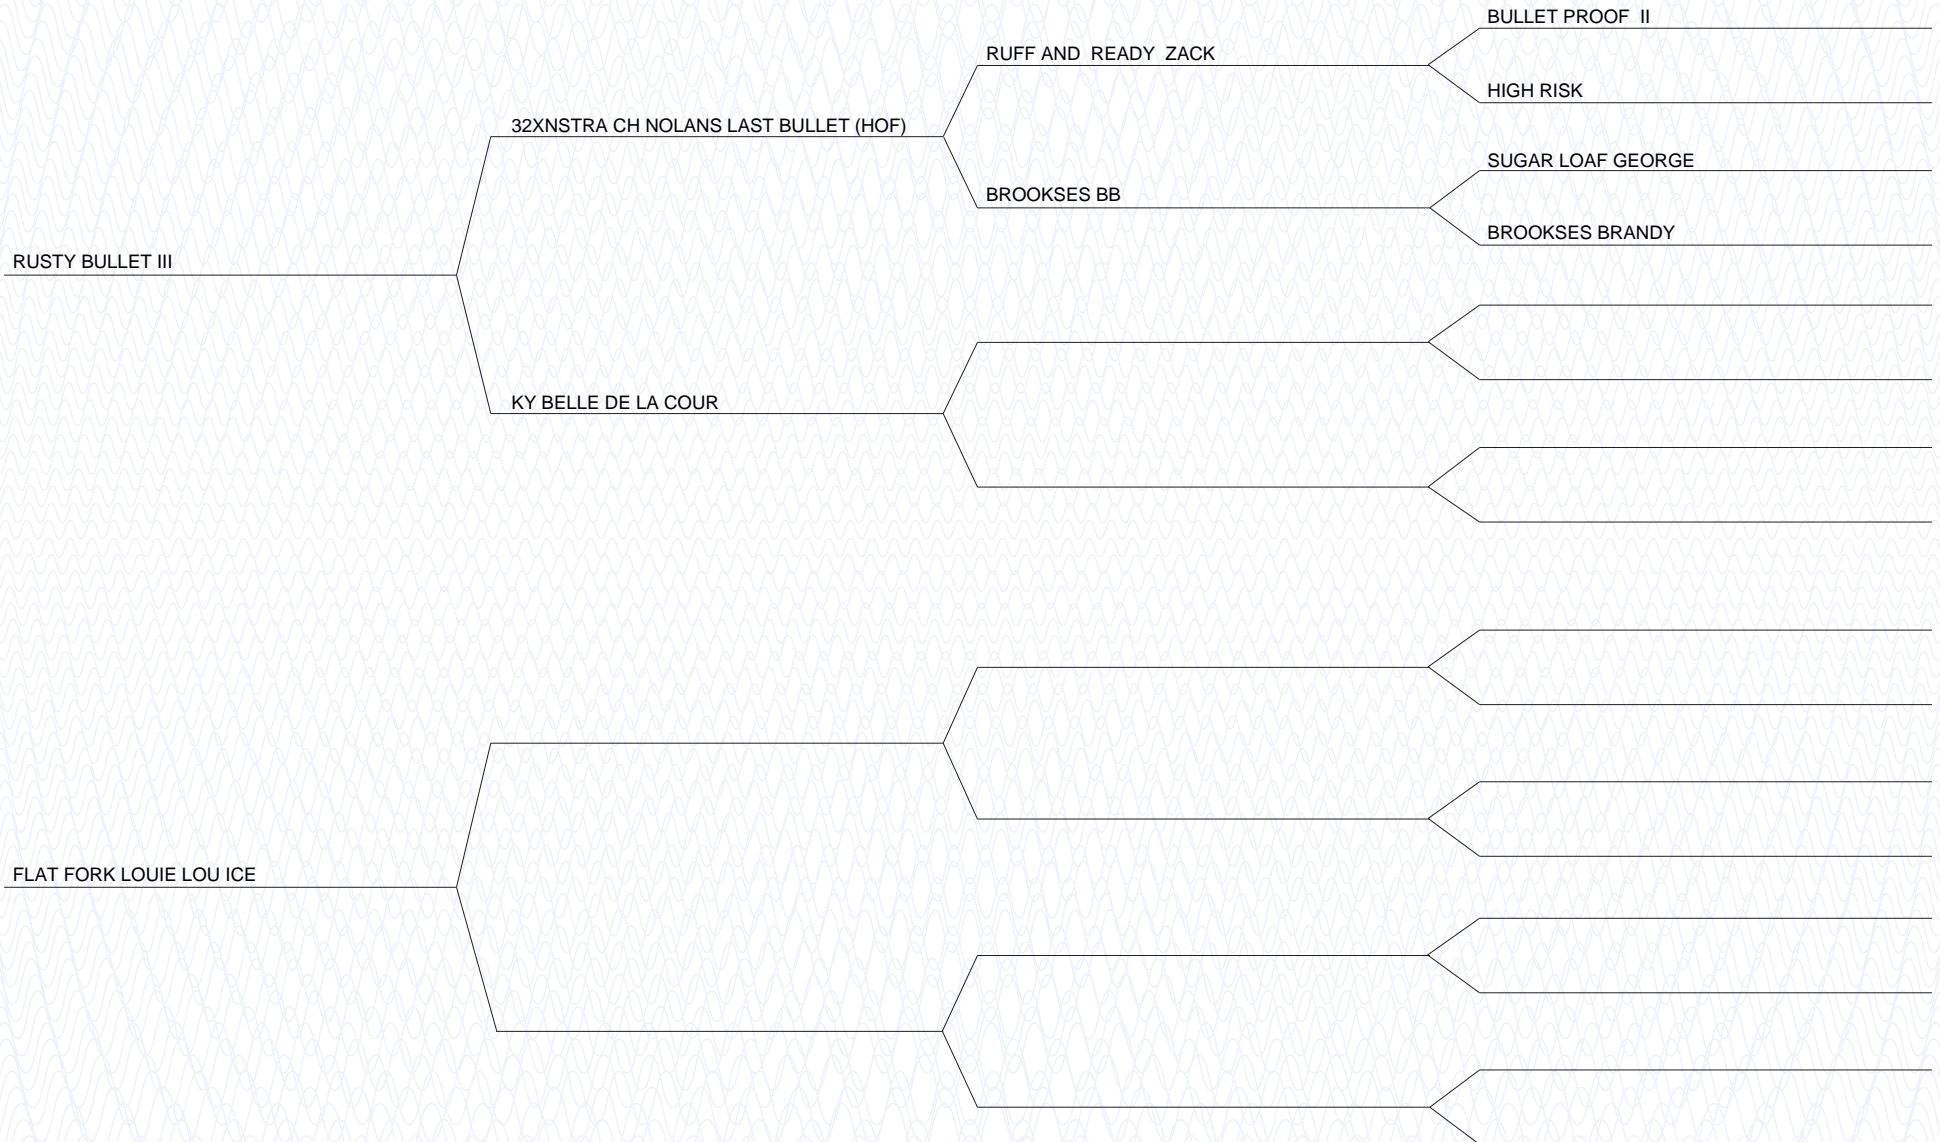 BULLET PROOF  II
RUFF AND  READY  ZACK
HIGH RISK
32XNSTRA CH NOLANS LAST BULLET (HOF)
SUGAR LOAF GEORGE
BROOKSES BB
BROOKSES BRANDY
RUSTY BULLET III
KY BELLE DE LA COUR
FLAT FORK LOUIE LOU ICE